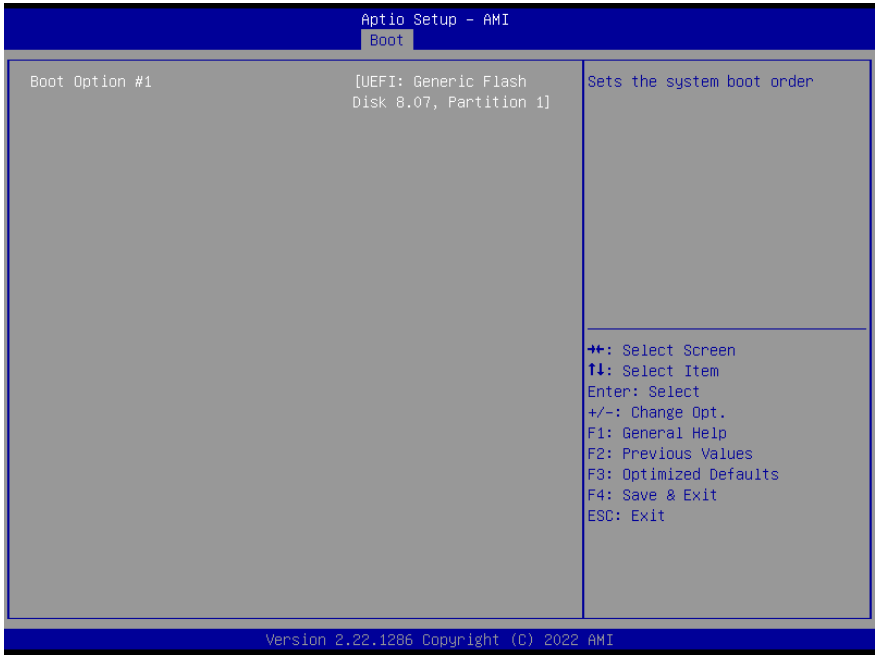 Aptio Setup – AMI
Boot
Boot Option #1
[UEFI: Generic Flash
Disk 8.07, Partition 1]
Sets the system boot order
→←: Select Screen
↑↓: Select Item
Enter: Select
+/-: Change Opt.
F1: General Help
F2: Previous Values
F3: Optimized Defaults
F4: Save & Exit
ESC: Exit
Version 2.22.1286 Copyright (C) 2022 AMI